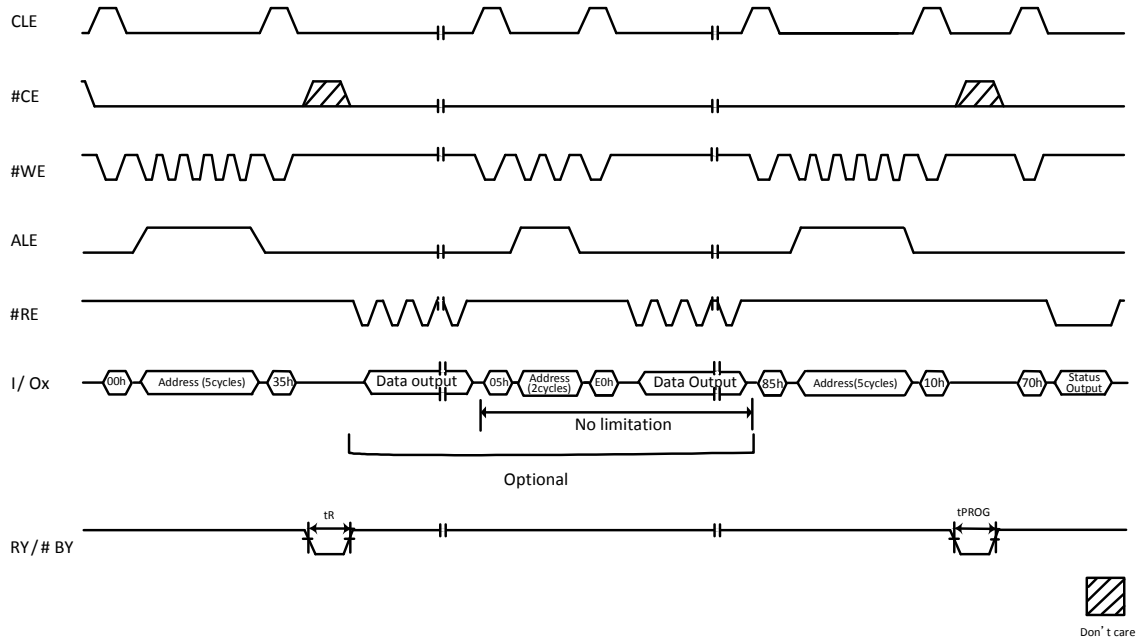 CLE
#CE
#WE
ALE
#RE
I/ Ox
00h
Address (5cycles)
35h
Data output
05h
Address
(2cycles)
E0h
Data Output
85h
Address(5cycles)
10h
70h
Status
Output
No limitation
Optional
tR
tPROG
RY/# BY
Don't care